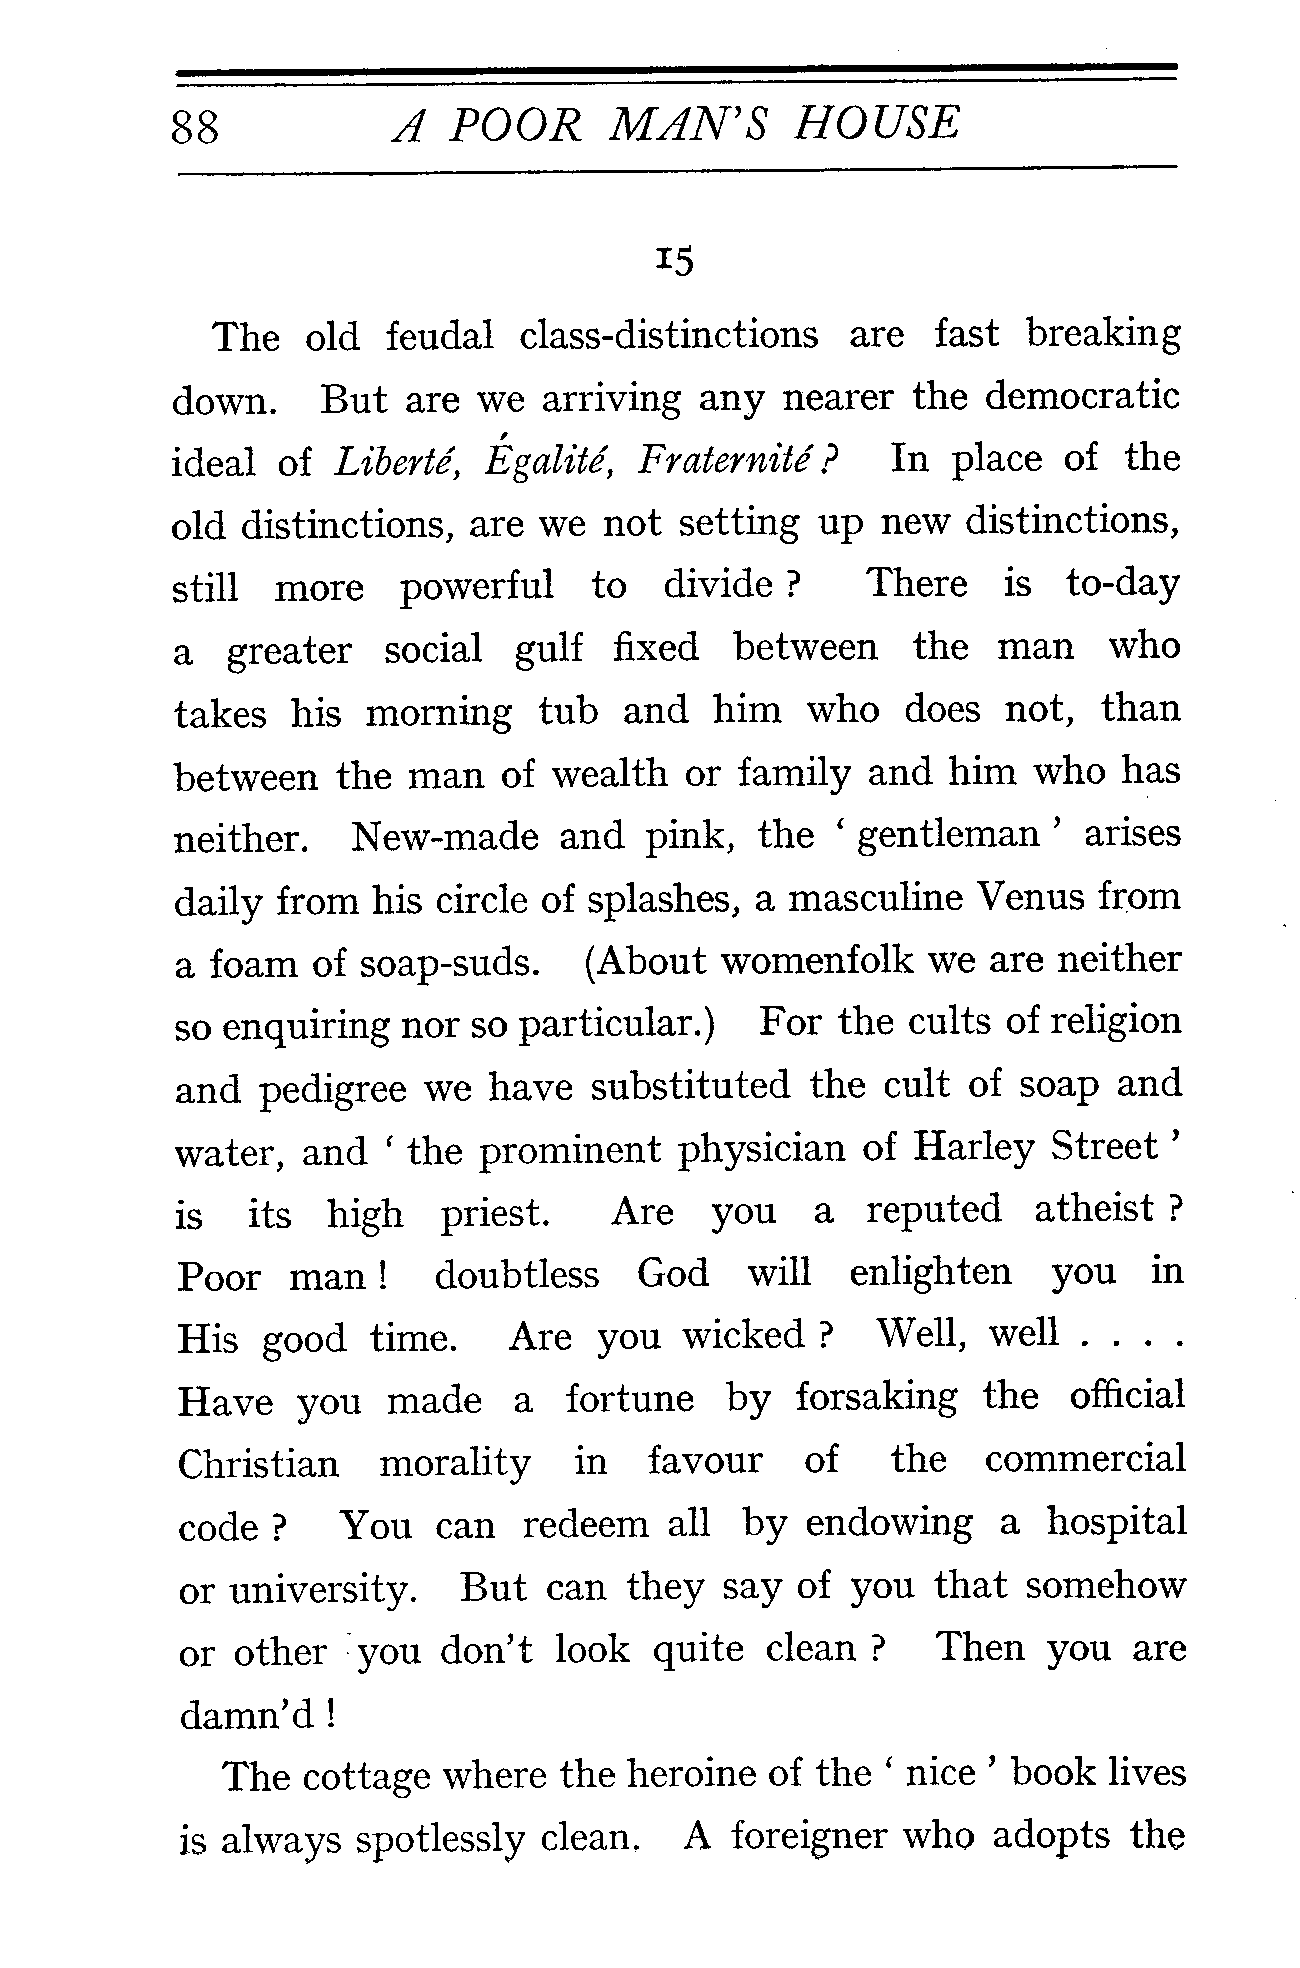 88 A POOR MAN'S HOUSE
15
The old feudal class-distinctions are fast breaking
down. But are we arriving any nearer the democratic
ideal of Liberté, Égalité, Fraternité? In place of the
old distinctions, are we not setting up new distinctions,
still more powerful to divide? There is to-day
a greater social gulf fixed between the man who
takes his morning tub and him who does not, than
between the man of wealth or family and him who has
neither. New-made and pink, the ‘gentleman’ arises
daily from his circle of splashes, a masculine Venus from
a foam of soap-suds. (About womenfolk we are neither
so enquiring nor so particular.) For the cults of religion
and pedigree we have substituted the cult of soap and
water, and ‘the prominent physician of Harley Street’
is its high priest. Are you a reputed atheist?
Poor man! doubtless God will enlighten you in
His good time. Are you wicked? Well, well . . . .
Have you made a fortune by forsaking the official
Christian morality in favour of the commercial
code? You can redeem all by endowing a hospital
or university. But can they say of you that somehow
or other you don't look quite clean? Then you are
damn'd!
The cottage where the heroine of the ‘nice’ book lives
is always spotlessly clean. A foreigner who adopts the